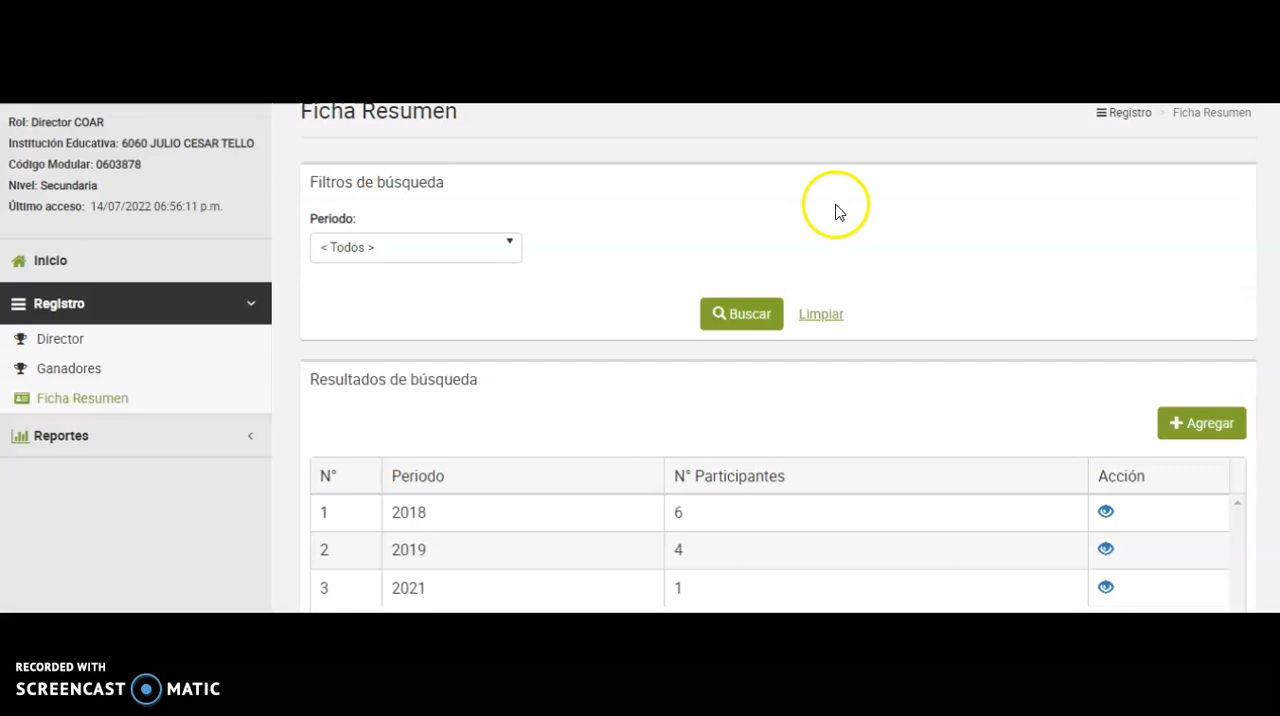 Ficha Resumen
Registro > Ficha Resumen
Rol: Director COAR
Institución Educativa: 6060 JULIO CESAR TELLO
Código Modular: 0603878
Nivel: Secundaria
Último acceso: 14/07/2022 06:56:11 p.m.
Inicio
Registro
Director
Ganadores
Ficha Resumen
Reportes
Filtros de búsqueda
Periodo:
< Todos >
Buscar Limpiar
Resultados de búsqueda
+ Agregar
N° Periodo N° Participantes Acción
1 2018 6
2 2019 4
3 2021 1
RECORDED WITH
SCREENCAST MATIC